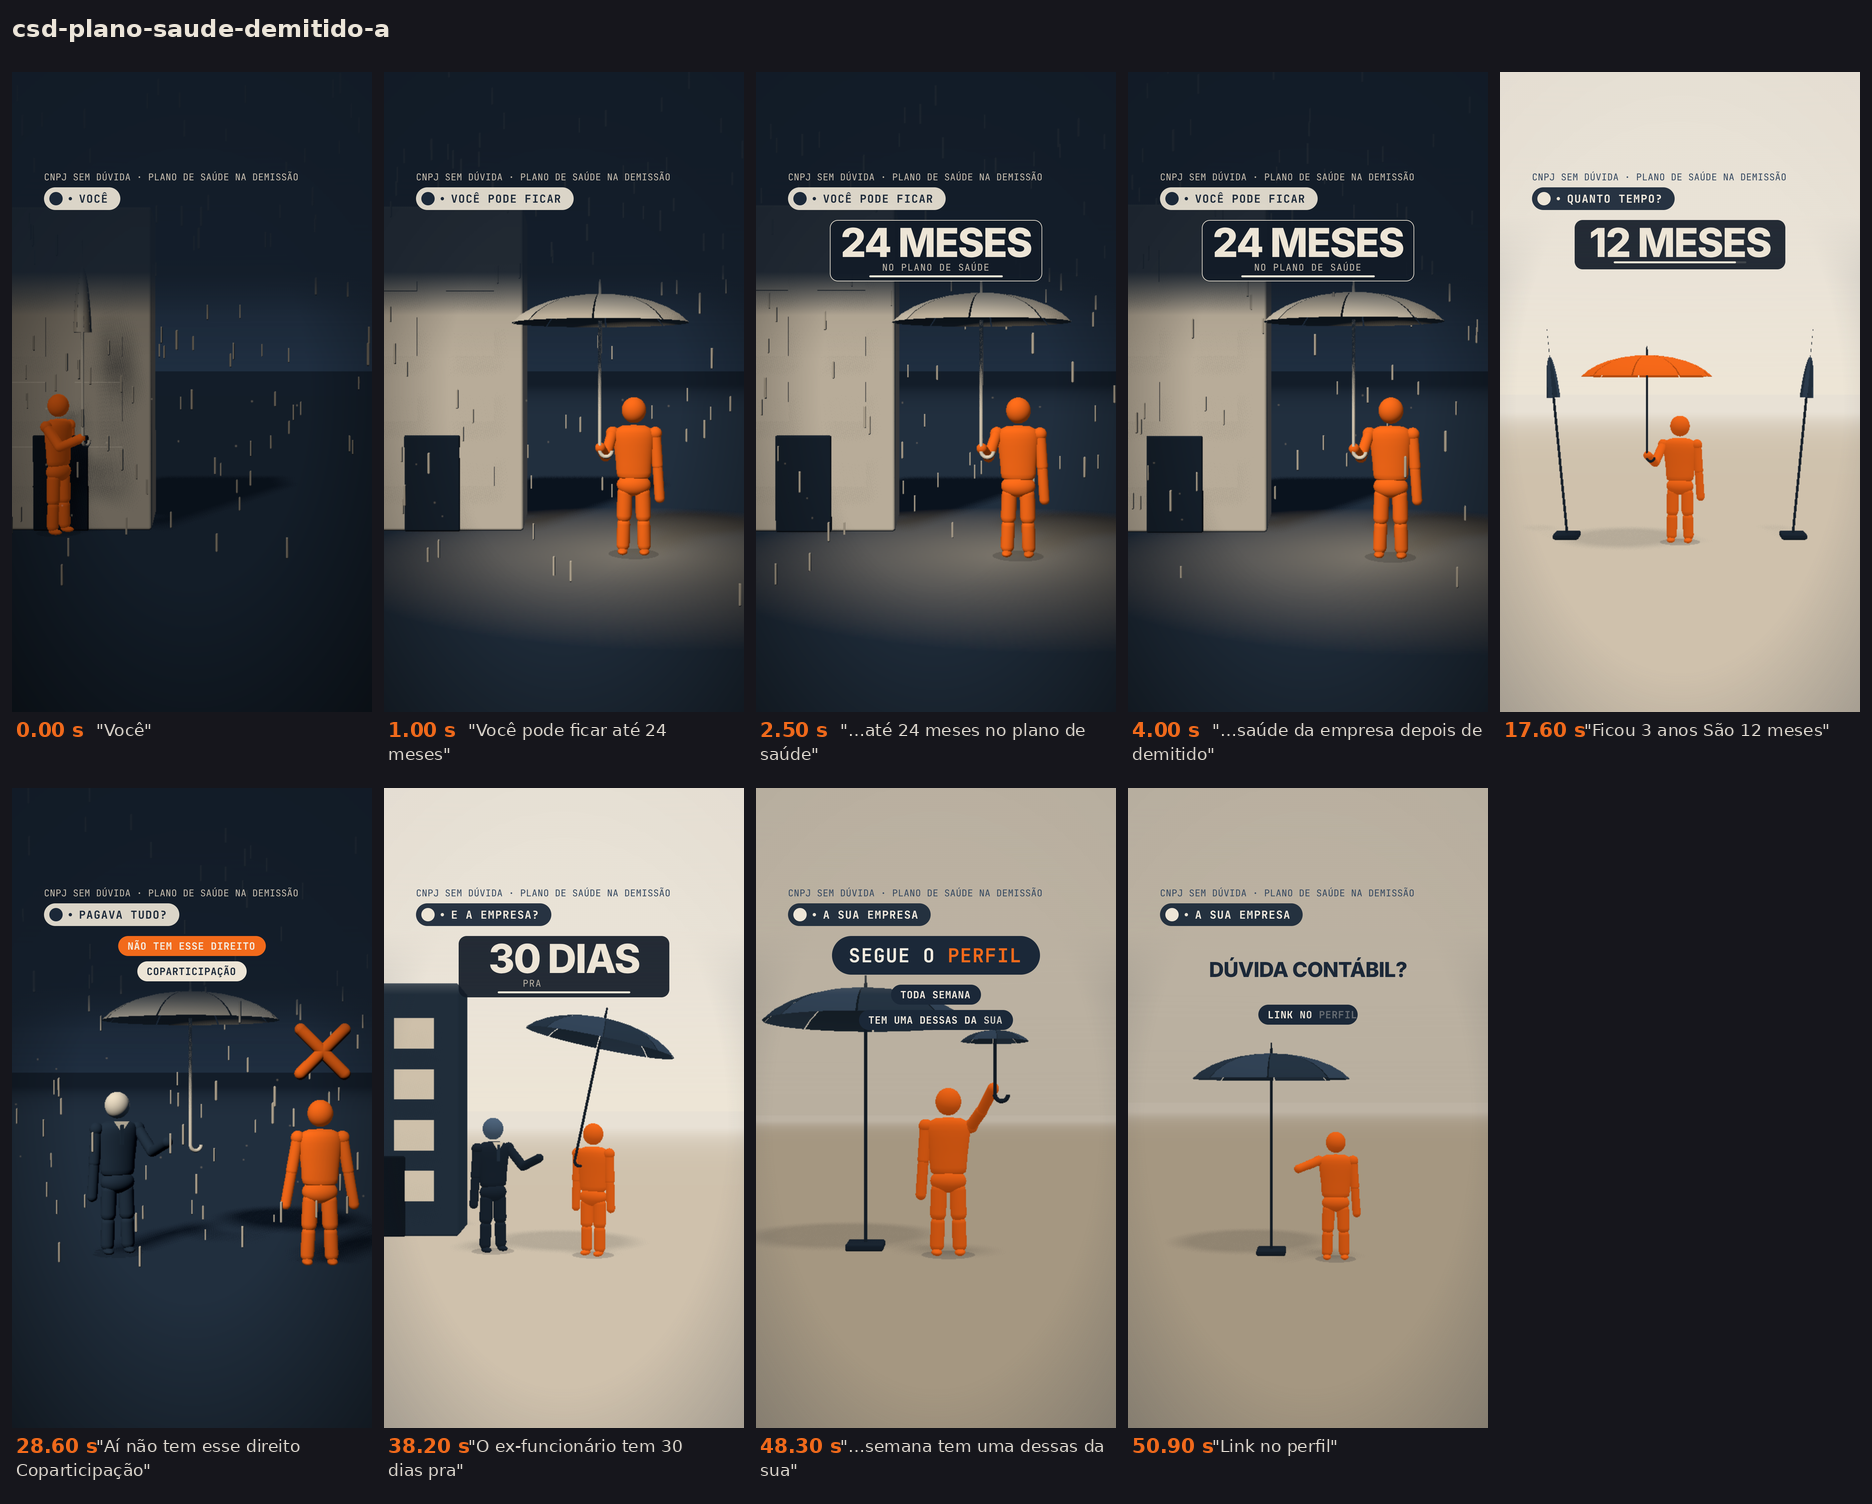 csd-plano-saude-demitido-a
CNPJ SEM DÚVIDA · PLANO DE SAÚDE NA DEMISSÃO
• VOCÊ
0.00 s "Você"
CNPJ SEM DÚVIDA · PLANO DE SAÚDE NA DEMISSÃO
• VOCÊ PODE FICAR
1.00 s "Você pode ficar até 24
meses"
CNPJ SEM DÚVIDA · PLANO DE SAÚDE NA DEMISSÃO
• VOCÊ PODE FICAR
24 MESES
NO PLANO DE SAÚDE
2.50 s "...até 24 meses no plano de
saúde"
CNPJ SEM DÚVIDA · PLANO DE SAÚDE NA DEMISSÃO
• VOCÊ PODE FICAR
24 MESES
NO PLANO DE SAÚDE
4.00 s "...saúde da empresa depois de
demitido"
CNPJ SEM DÚVIDA · PLANO DE SAÚDE NA DEMISSÃO
• QUANTO TEMPO?
12 MESES
17.60 s "Ficou 3 anos São 12 meses"
CNPJ SEM DÚVIDA · PLANO DE SAÚDE NA DEMISSÃO
• PAGAVA TUDO?
NÃO TEM ESSE DIREITO
COPARTICIPAÇÃO
28.60 s "Aí não tem esse direito
Coparticipação"
CNPJ SEM DÚVIDA · PLANO DE SAÚDE NA DEMISSÃO
• E A EMPRESA?
30 DIAS
PRA
38.20 s "O ex-funcionário tem 30
dias pra"
CNPJ SEM DÚVIDA · PLANO DE SAÚDE NA DEMISSÃO
• A SUA EMPRESA
SEGUE O PERFIL
TODA SEMANA
TEM UMA DESSAS DA SUA
48.30 s "...semana tem uma dessas da
sua"
CNPJ SEM DÚVIDA · PLANO DE SAÚDE NA DEMISSÃO
• A SUA EMPRESA
DÚVIDA CONTÁBIL?
LINK NO PERFIL
50.90 s "Link no perfil"